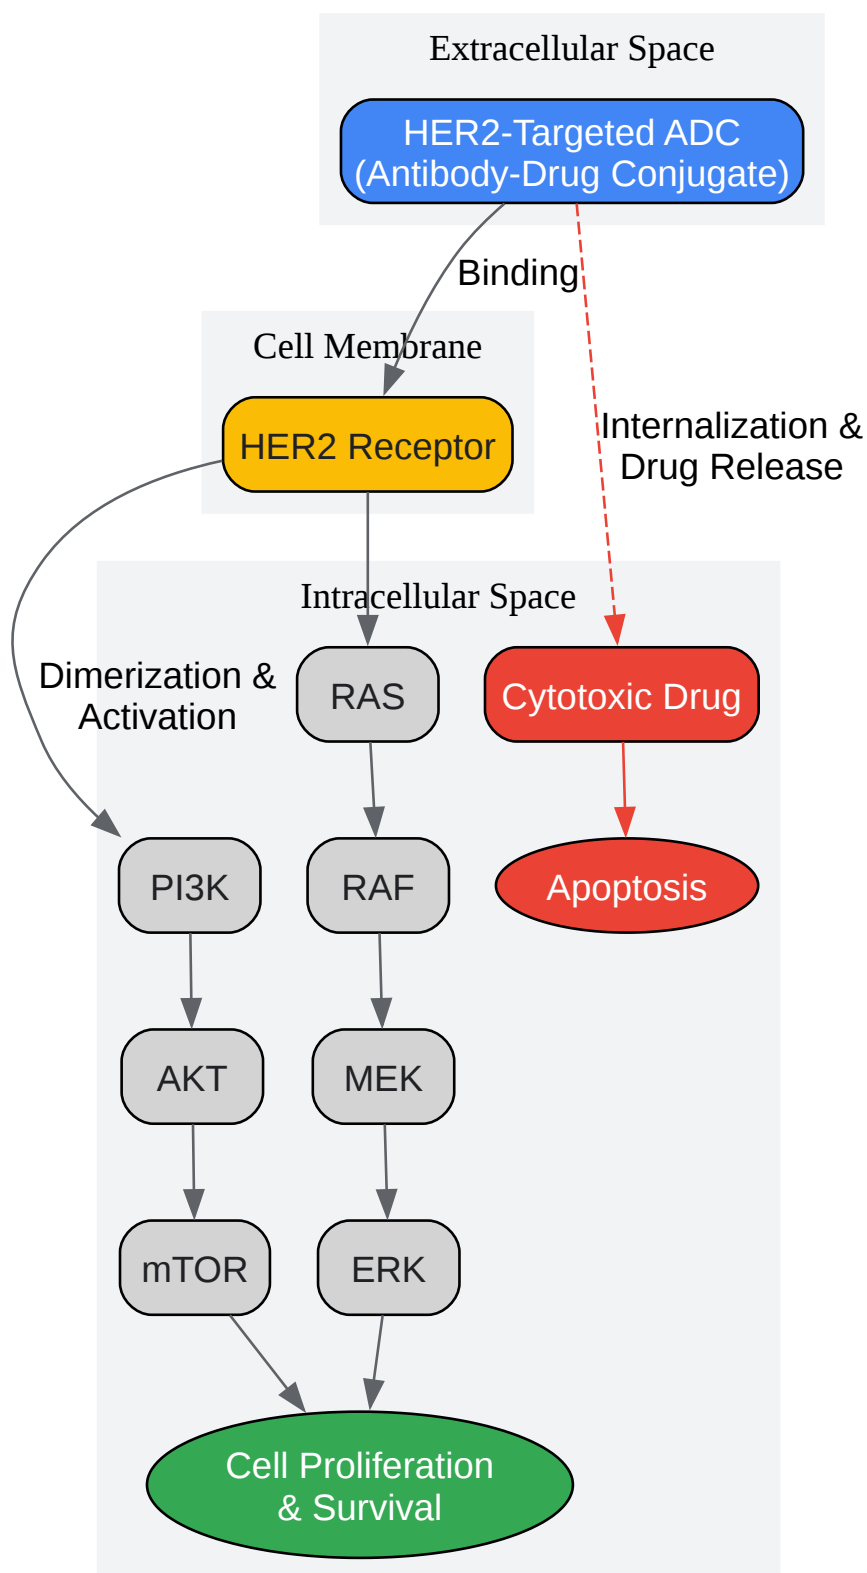 Extracellular Space
HER2-Targeted ADC
(Antibody-Drug Conjugate)
Binding
Cell Membrane
HER2 Receptor
Internalization &
Drug Release
Intracellular Space
Dimerization &
Activation
RAS
Cytotoxic Drug
PI3K
RAF
Apoptosis
AKT
MEK
mTOR
ERK
Cell Proliferation
& Survival